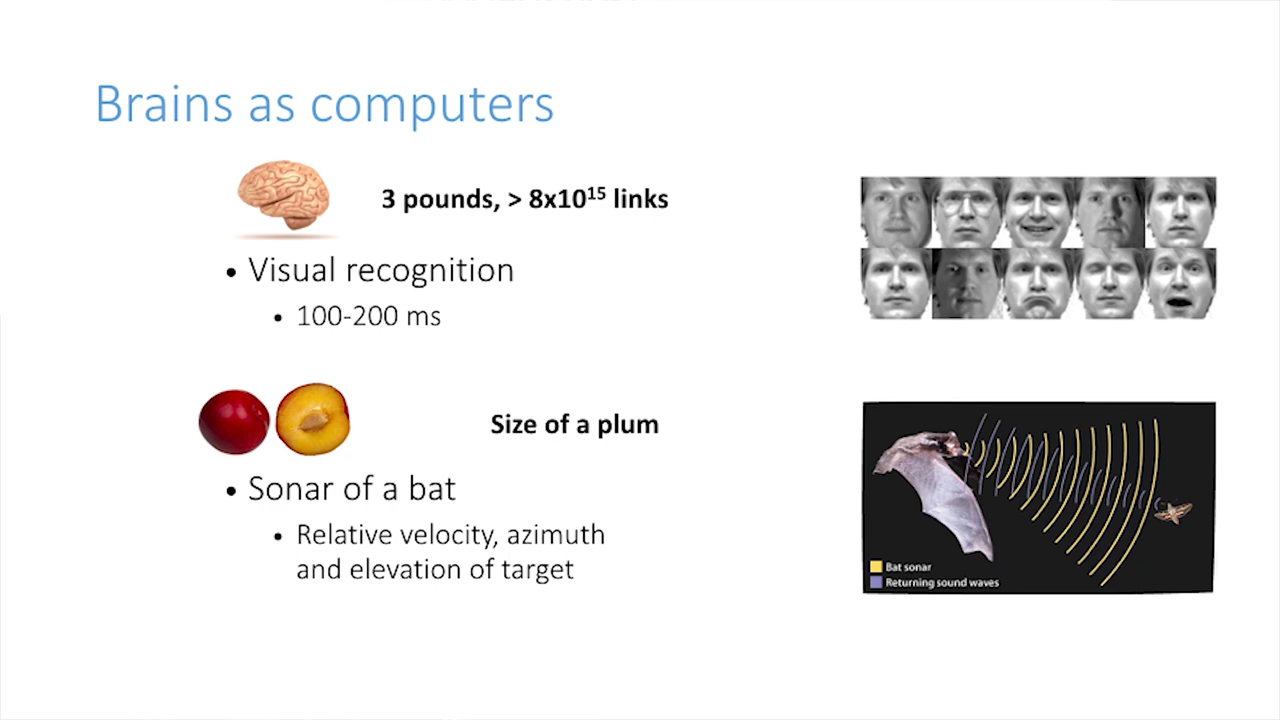 Brains as computers
3 pounds, > 8x10¹⁵ links
• Visual recognition
• 100-200 ms
Size of a plum
• Sonar of a bat
• Relative velocity, azimuth
and elevation of target
Bat sonar
Returning sound waves